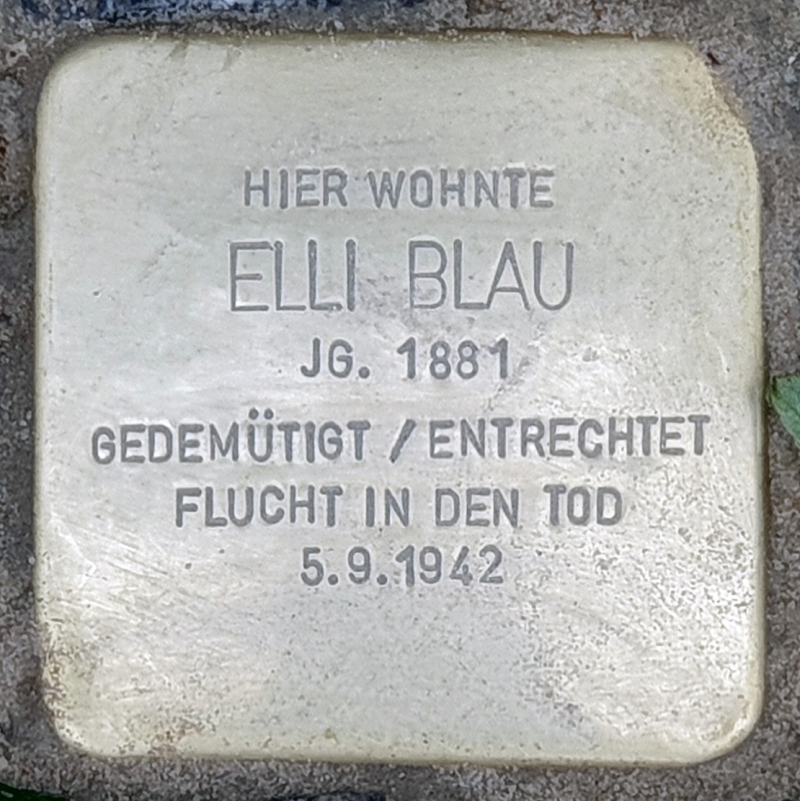 HIER WOHNTE
ELLI BLAU
JG. 1881
GEDEMÜTIGT / ENTRECHTET
FLUCHT IN DEN TOD
5.9.1942